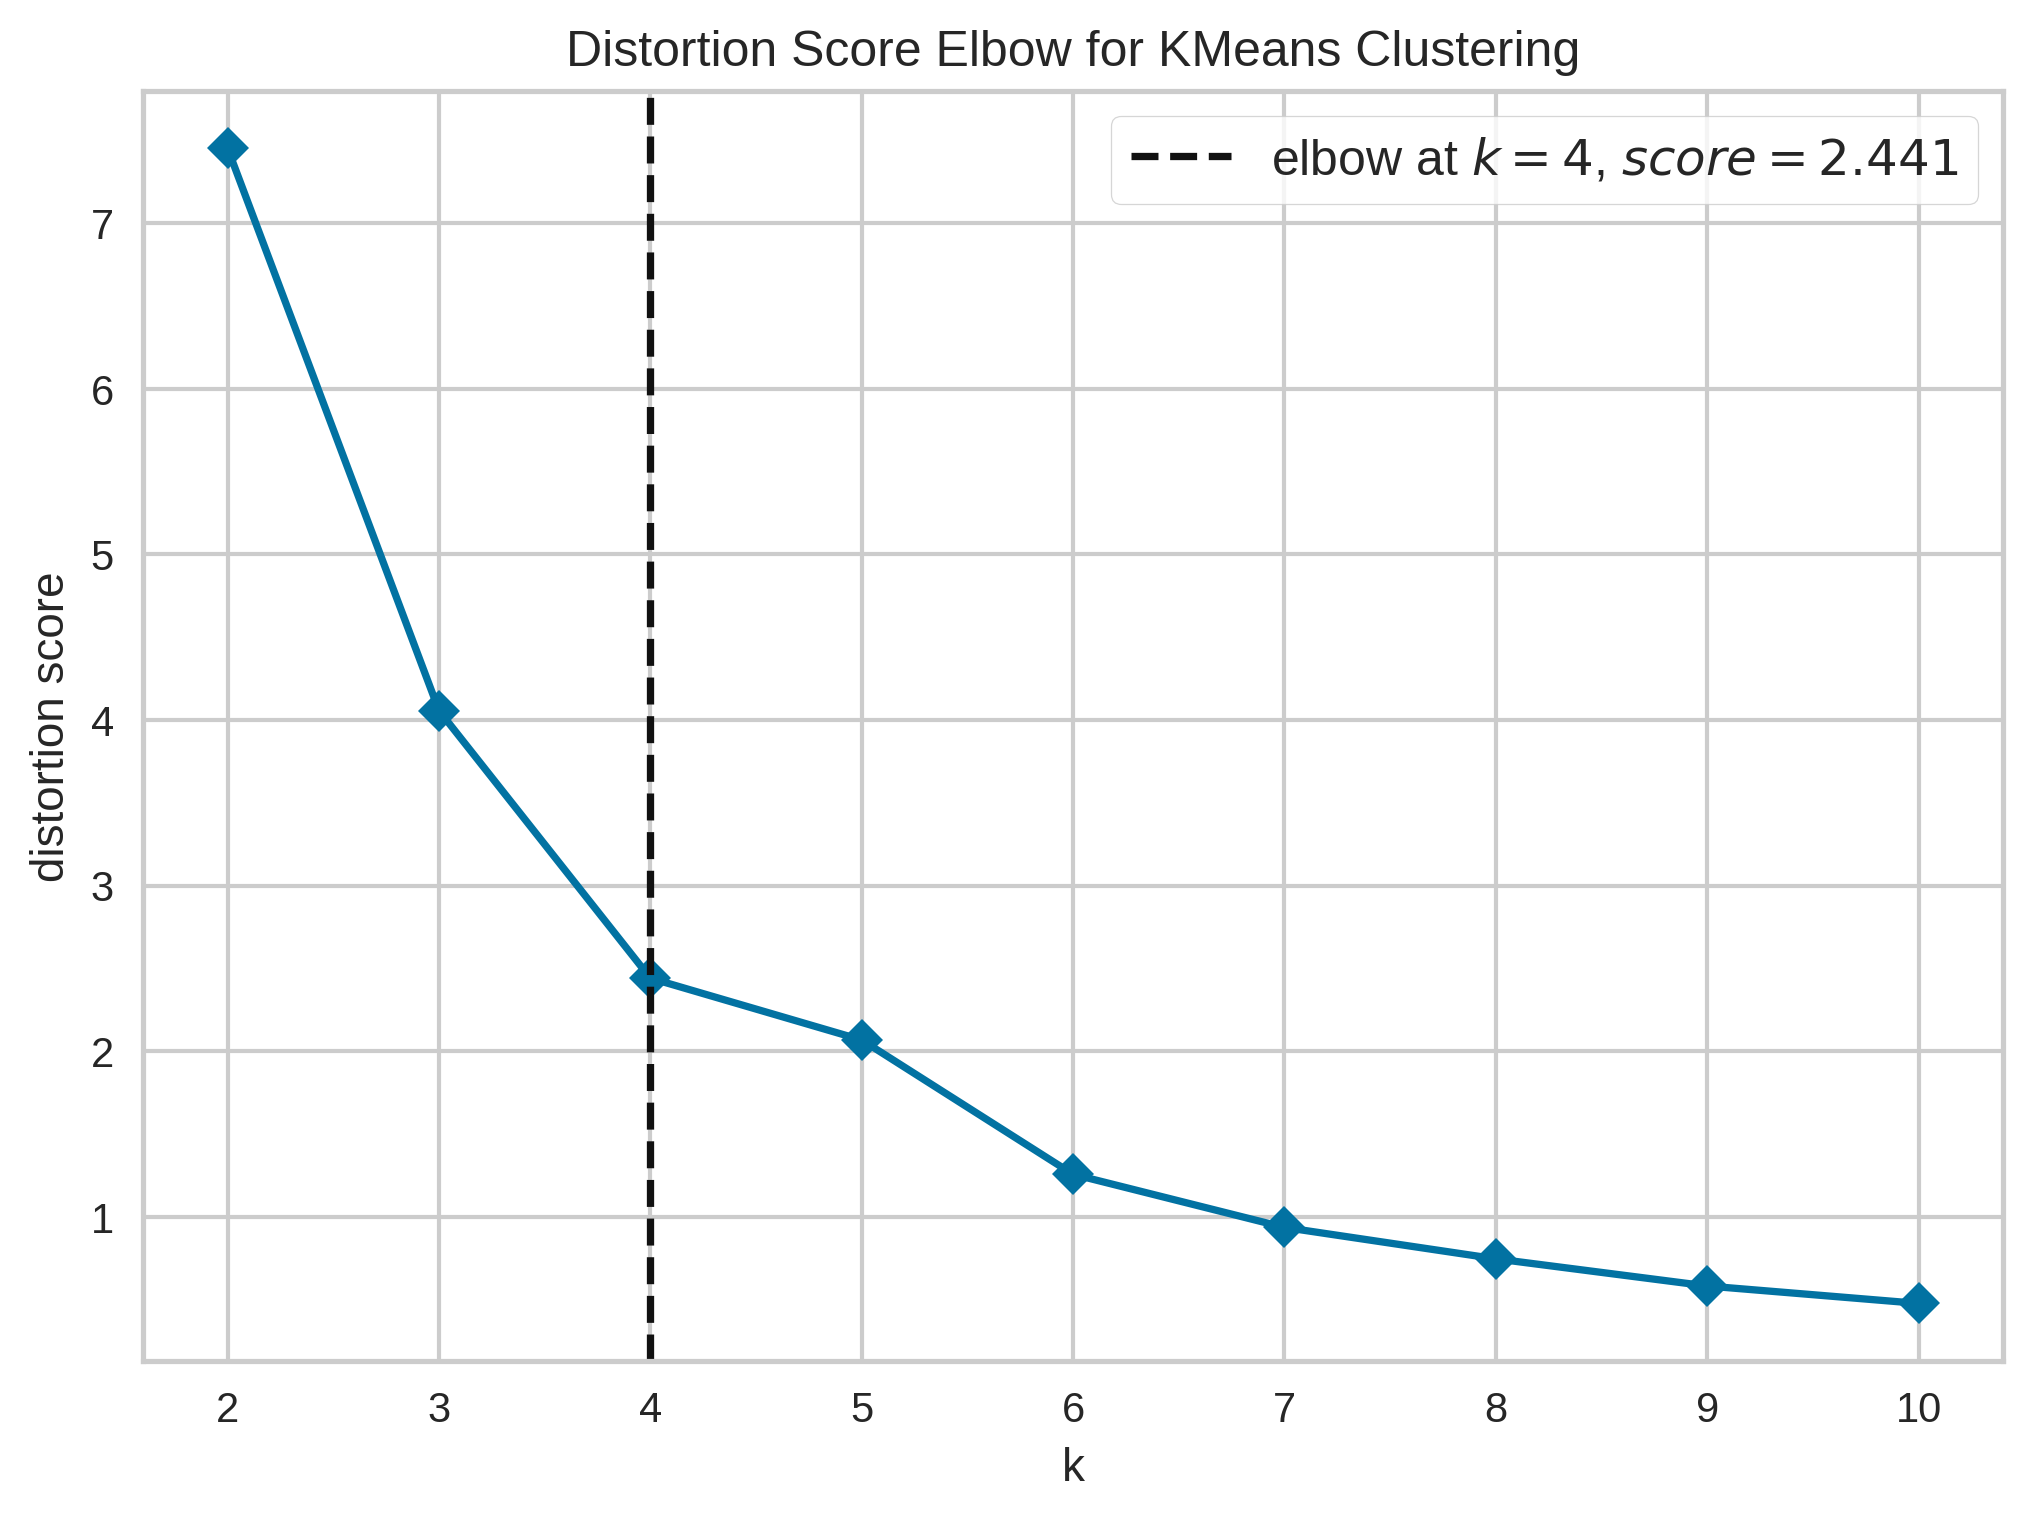 Distortion Score Elbow for KMeans Clustering
elbow at k = 4, score = 2.441
distortion score
7
6
5
4
3
2
1
2 3 4 5 6 7 8 9 10
k